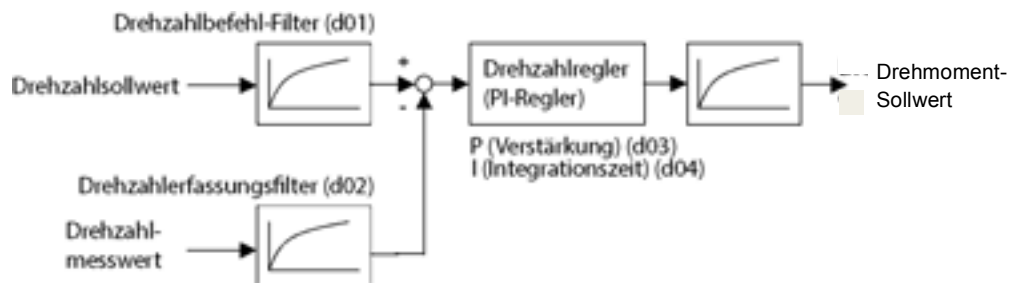 Drehzahlbefehl-Filter (d01)
Drehzahlsollwert
+
-
Drehzahlregler
(PI-Regler)
Drehmoment-
Sollwert
P (Verstärkung) (d03)
I (Integrationszeit) (d04)
Drehzahlerfassungsfilter (d02)
Drehzahl-
messwert